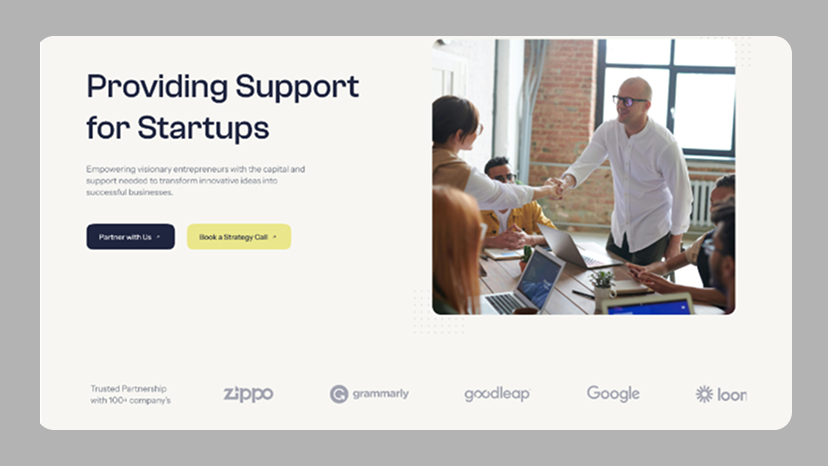 Providing Support
for Startups
Empowering visionary entrepreneurs with the capital and
support needed to transform innovative ideas into
successful businesses.
Partner with Us
Book a Strategy Call
Trusted Partnership
with 100+ company's
zippo
grammarly
goodleap
Google
loom